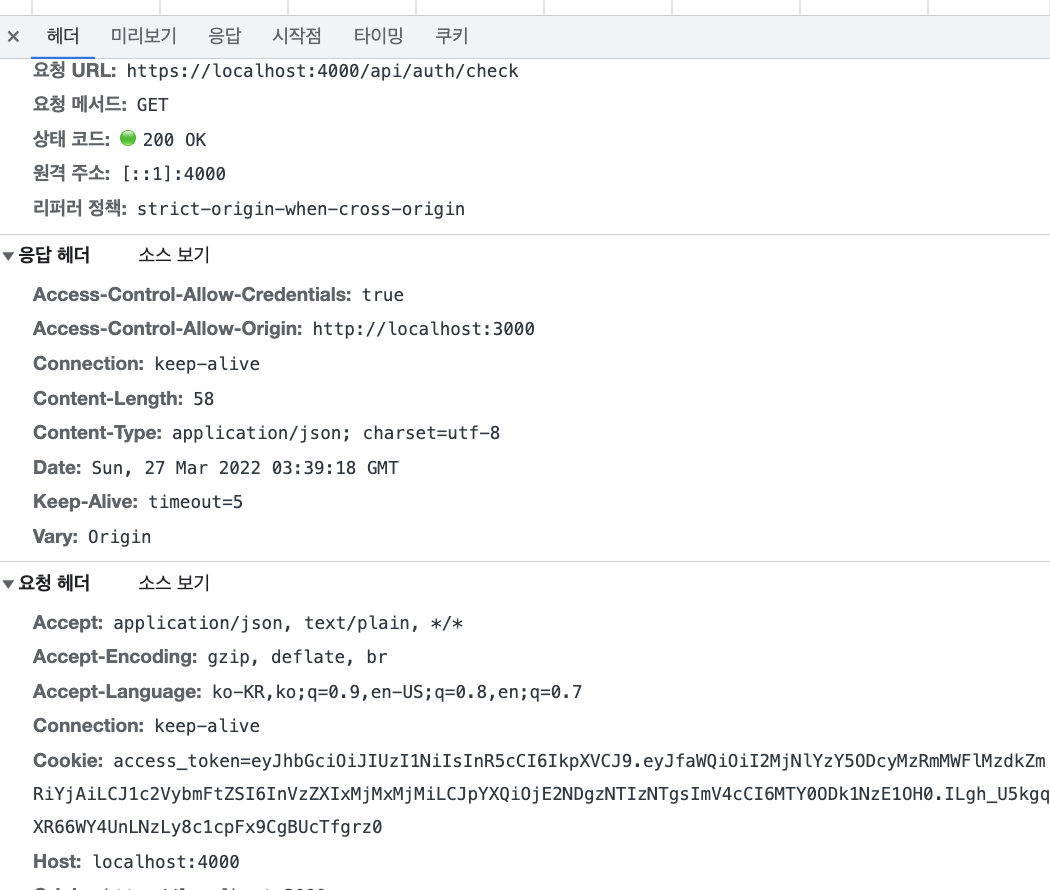 × 헤더 미리보기 응답 시작점 타이밍 쿠키
요청 URL: https://localhost:4000/api/auth/check
요청 메서드: GET
상태 코드: 200 OK
원격 주소: [::1]:4000
리퍼러 정책: strict-origin-when-cross-origin
▼응답 헤더 소스 보기
Access-Control-Allow-Credentials: true
Access-Control-Allow-Origin: http://localhost:3000
Connection: keep-alive
Content-Length: 58
Content-Type: application/json; charset=utf-8
Date: Sun, 27 Mar 2022 03:39:18 GMT
Keep-Alive: timeout=5
Vary: Origin
▼요청 헤더 소스 보기
Accept: application/json, text/plain, */*
Accept-Encoding: gzip, deflate, br
Accept-Language: ko-KR,ko;q=0.9,en-US;q=0.8,en;q=0.7
Connection: keep-alive
Cookie: access_token=eyJhbGciOiJIUzI1NiIsInR5cCI6IkpXVCJ9.eyJfaWQiOiI2MjNlYzY5ODcyMzRmMWFlMzdkZm
RiYjAiLCJ1c2VybmFtZSI6InVzZXIxMjMxMjMiLCJpYXQiOjE2NDgzNTIzNTgsImV4cCI6MTY0ODk1NzE1OH0.ILgh_U5kgq
XR66WY4UnLNzLy8c1cpFx9CgBUcTfgrz0
Host: localhost:4000